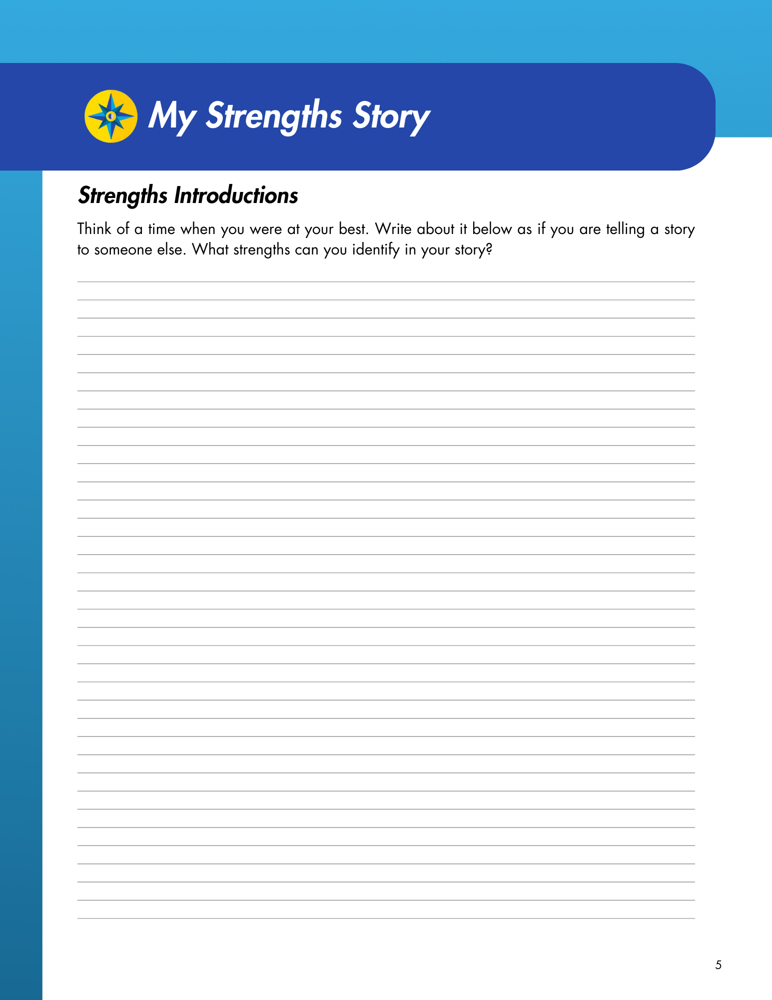 My Strengths Story
Strengths Introductions
Think of a time when you were at your best. Write about it below as if you are telling a story
to someone else. What strengths can you identify in your story?
5